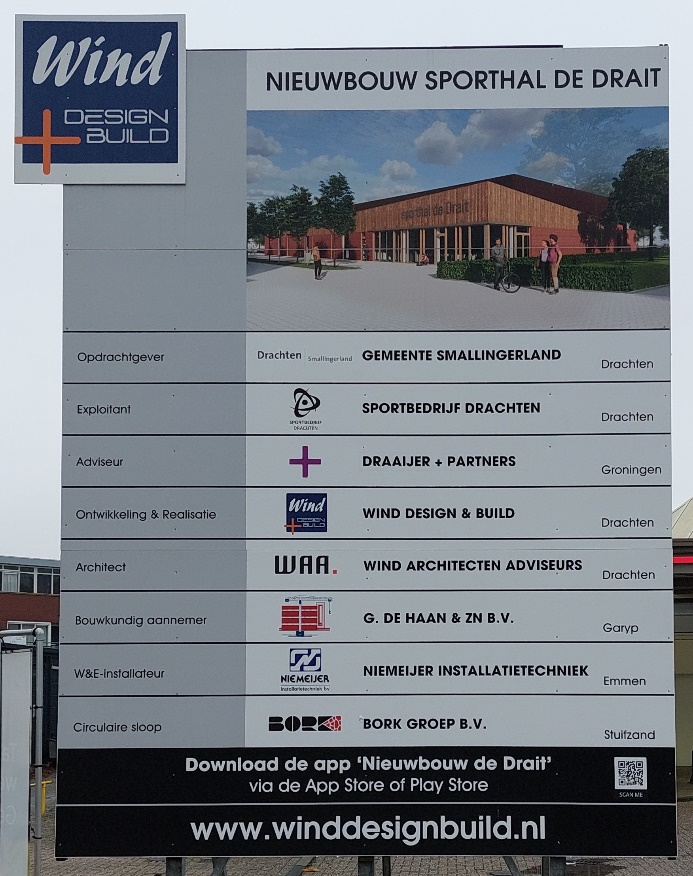 Wind
DESIGN
+ BUILD
NIEUWBOUW SPORTHAL DE DRAIT
sporthal de Drait
Opdrachtgever Drachten Smallingerland GEMEENTE SMALLINGERLAND Drachten
Exploitant SPORTBEDRIJF DRACHTEN SPORTBEDRIJF DRACHTEN Drachten
Adviseur + DRAAIJER + PARTNERS Groningen
Ontwikkeling & Realisatie Wind + DESIGN BUILD WIND DESIGN & BUILD Drachten
Architect WAA. WIND ARCHITECTEN ADVISEURS Drachten
Bouwkundig aannemer G. DE HAAN & ZN B.V. Garyp
W&E-installateur NIEMEIJER installatietechniek bv NIEMEIJER INSTALLATIETECHNIEK Emmen
Circulaire sloop BORK BORK GROEP B.V. Stuifzand
Download de app ‘Nieuwbouw de Drait’
via de App Store of Play Store
SCAN ME
www.winddesignbuild.nl